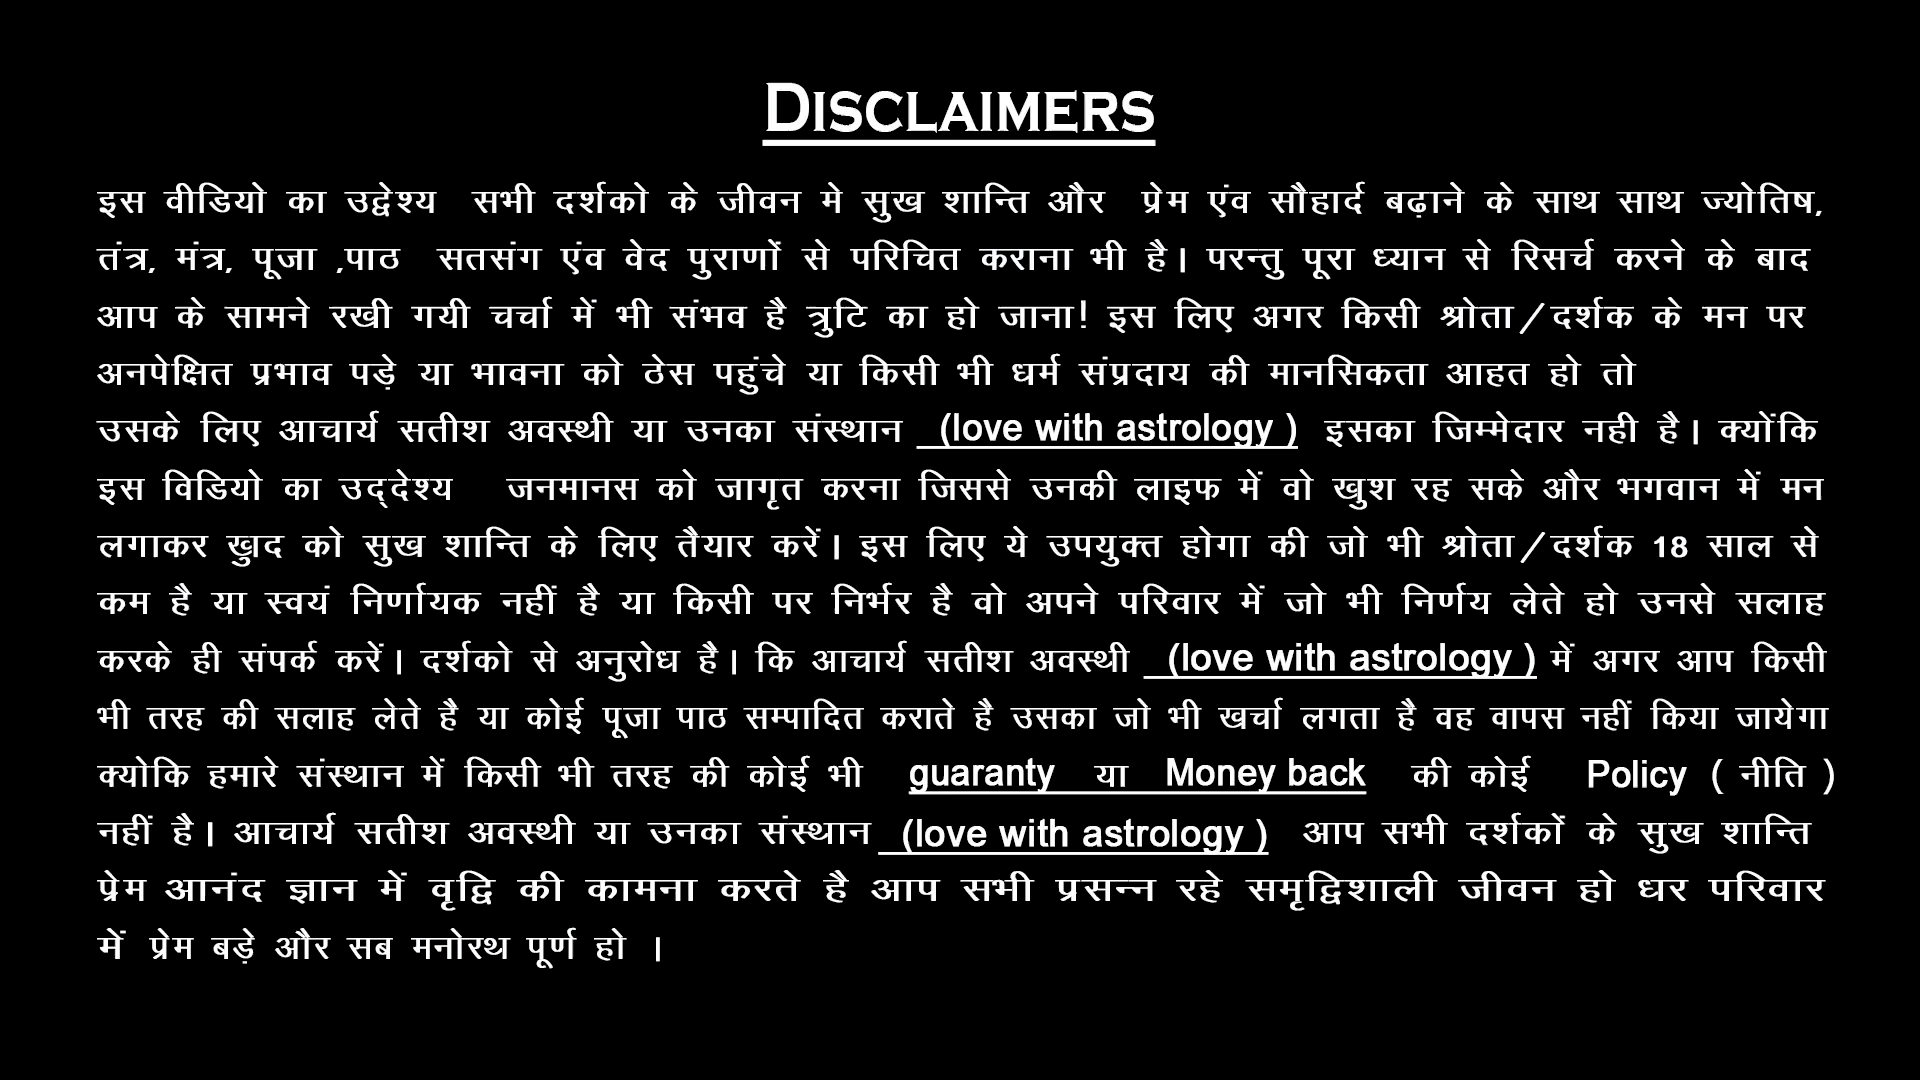 DISCLAIMERS
इस वीडियो का उद्वेश्य सभी दर्शको के जीवन मे सुख शान्ति और प्रेम एंव सौहार्द बढ़ाने के साथ साथ ज्योतिष,
तंत्र, मंत्र, पूजा ,पाठ सतसंग एंव वेद पुराणों से परिचित कराना भी है। परन्तु पूरा ध्यान से रिसर्च करने के बाद
आप के सामने रखी गयी चर्चा में भी संभव है त्रुटि का हो जाना! इस लिए अगर किसी श्रोता/दर्शक के मन पर
अनपेक्षित प्रभाव पड़े या भावना को ठेस पहुंचे या किसी भी धर्म संप्रदाय की मानसिकता आहत हो तो
उसके लिए आचार्य सतीश अवस्थी या उनका संस्थान (love with astrology ) इसका जिम्मेदार नही है। क्योंकि
इस विडियो का उद्देश्य जनमानस को जागृत करना जिससे उनकी लाइफ में वो खुश रह सके और भगवान में मन
लगाकर खुद को सुख शान्ति के लिए तैयार करें। इस लिए ये उपयुक्त होगा की जो भी श्रोता/दर्शक 18 साल से
कम है या स्वयं निर्णायक नहीं है या किसी पर निर्भर है वो अपने परिवार में जो भी निर्णय लेते हो उनसे सलाह
करके ही संपर्क करें। दर्शको से अनुरोध है। कि आचार्य सतीश अवस्थी (love with astrology ) में अगर आप किसी
भी तरह की सलाह लेते है या कोई पूजा पाठ सम्पादित कराते है उसका जो भी खर्चा लगता है वह वापस नहीं किया जायेगा
क्योकि हमारे संस्थान में किसी भी तरह की कोई भी guaranty या Money back की कोई Policy ( नीति )
नहीं है। आचार्य सतीश अवस्थी या उनका संस्थान (love with astrology ) आप सभी दर्शकों के सुख शान्ति
प्रेम आनंद ज्ञान में वृद्वि की कामना करते है आप सभी प्रसन्न रहे समृद्विशाली जीवन हो धर परिवार
में प्रेम बड़े और सब मनोरथ पूर्ण हो ।